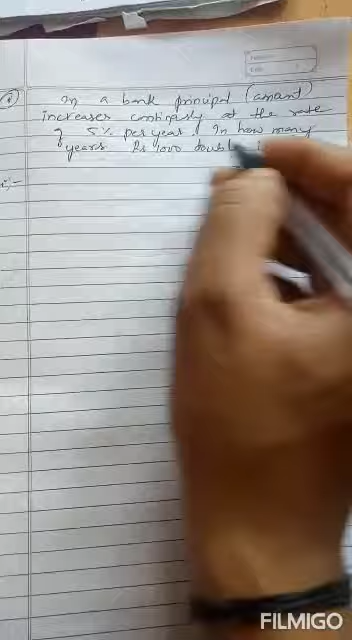 In a bank principal (amant)
increases continuously at the rate
of 5% per year. In how many
years Rs 1000 double i
FILMIGO